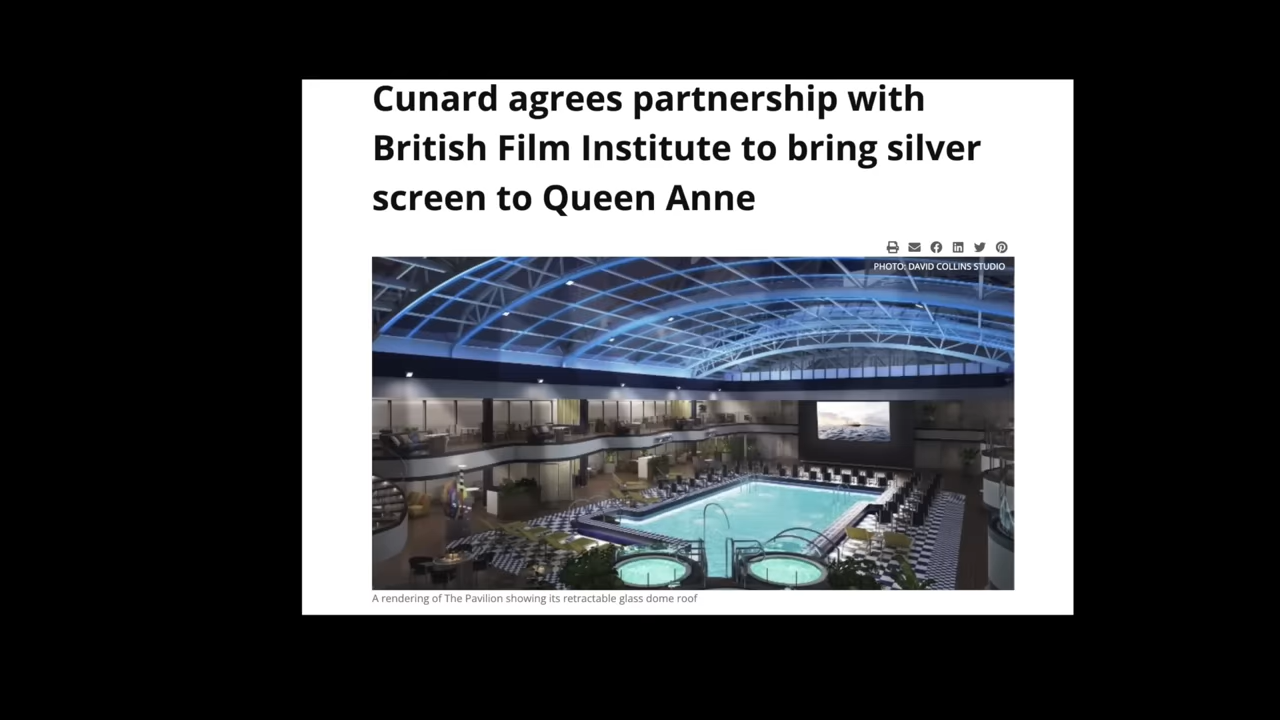 Cunard agrees partnership with
British Film Institute to bring silver
screen to Queen Anne
PHOTO: DAVID COLLINS STUDIO
A rendering of The Pavilion showing its retractable glass dome roof